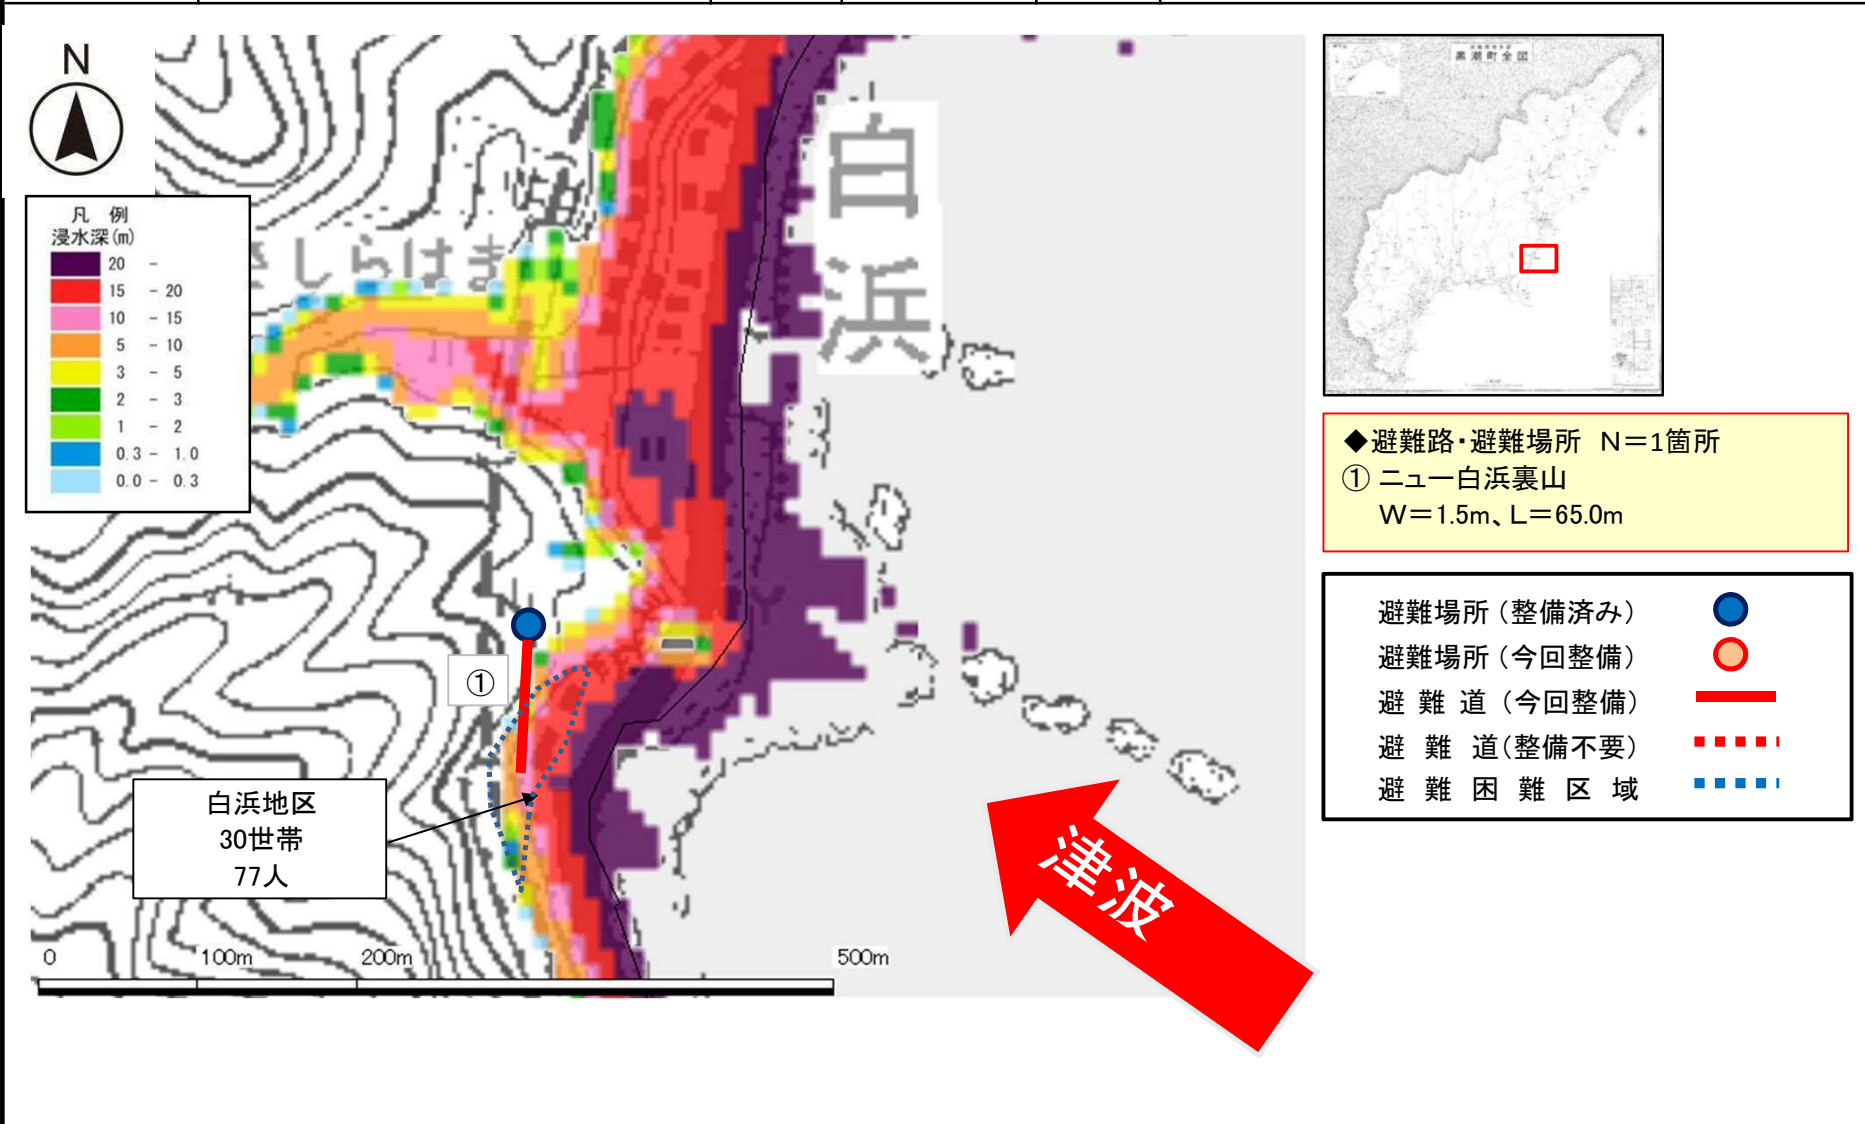 N
凡 例
浸水深(m)
20 -
15 - 20
10 - 15
5 - 10
3 - 5
2 - 3
1 - 2
0.3 - 1.0
0.0 - 0.3
しらはま
白浜
①
白浜地区
30世帯
77人
0 100m 200m 500m
津波
黒潮町全図
◆避難路・避難場所 N=1箇所
① ニュー白浜裏山
W=1.5m、L=65.0m
避難場所(整備済み)
避難場所(今回整備)
避難道(今回整備)
避難道(整備不要)
避難困難区域